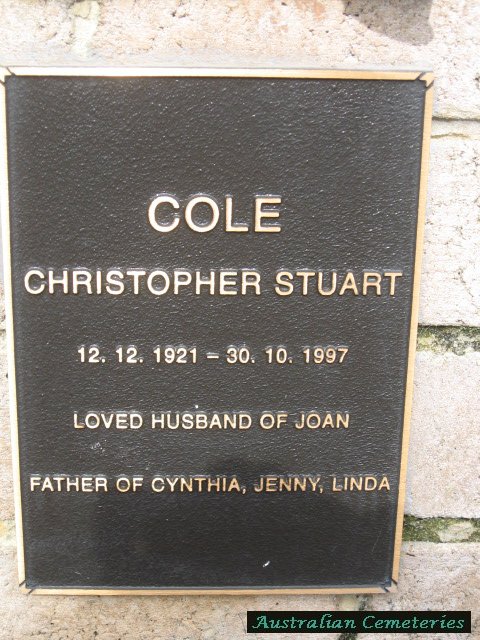 COLE
CHRISTOPHER STUART
12. 12. 1921 – 30. 10. 1997
LOVED HUSBAND OF JOAN
FATHER OF CYNTHIA, JENNY, LINDA
Australian Cemeteries